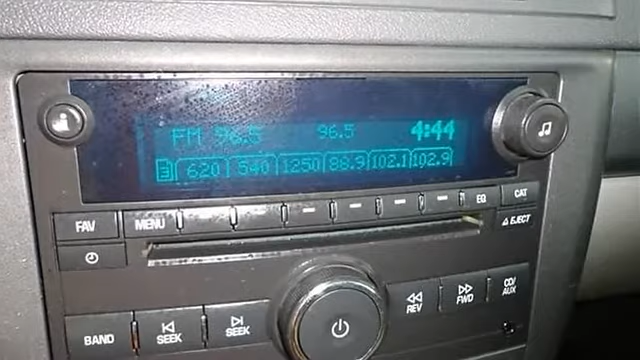 FM 96.5 96.5 4:44
3 620 540 1250 88.9 102.1 102.9
FAV MENU EQ CAT
EJECT
BAND SEEK SEEK REV FWD CD/AUX